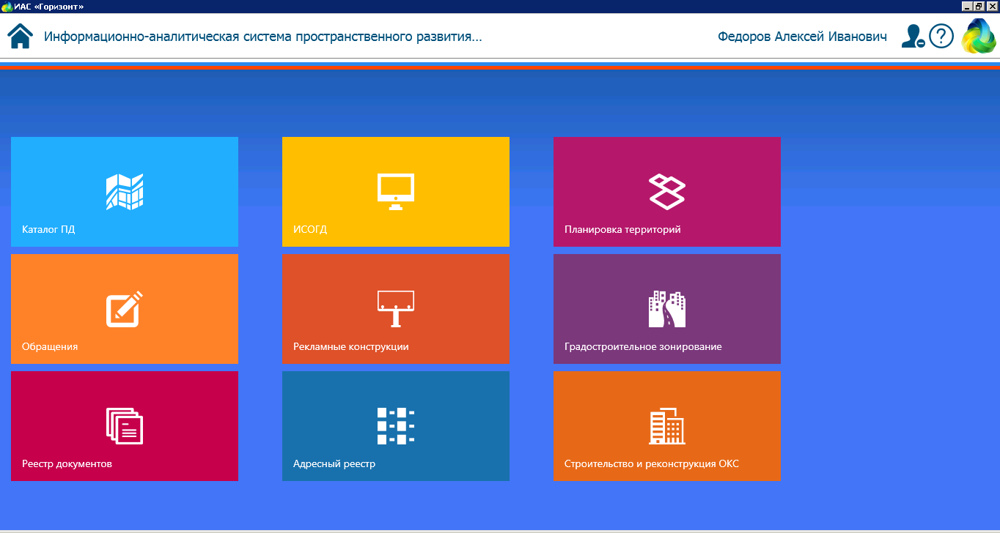 ИАС «Горизонт»
Информационно-аналитическая система пространственного развития...
Федоров Алексей Иванович
Каталог ПД
ИСОГД
Планировка территорий
Обращения
Рекламные конструкции
Градостроительное зонирование
Реестр документов
Адресный реестр
Строительство и реконструкция ОКС